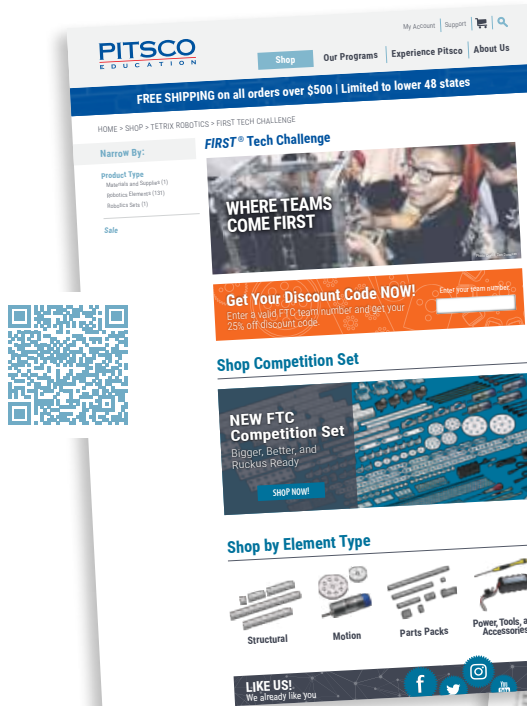 My Account | Support
PITSCO
EDUCATION
Shop
Our Programs
Experience Pitsco
About Us
FREE SHIPPING on all orders over $500 | Limited to lower 48 states
HOME > SHOP > TETRIX ROBOTICS > FIRST TECH CHALLENGE
Narrow By:
Product Type
Materials and Supplies (1)
Robotics Elements (131)
Robotics Sets (1)
Sale
FIRST® Tech Challenge
WHERE TEAMS
COME FIRST
Get Your Discount Code NOW!
Enter a valid FTC team number and get your
25% off discount code.
Enter your team number
Shop Competition Set
NEW FTC
Competition Set
Bigger, Better, and
Ruckus Ready
SHOP NOW!
Shop by Element Type
Structural
Motion
Parts Packs
Power, Tools, a
Accessories
LIKE US!
We already like you
You